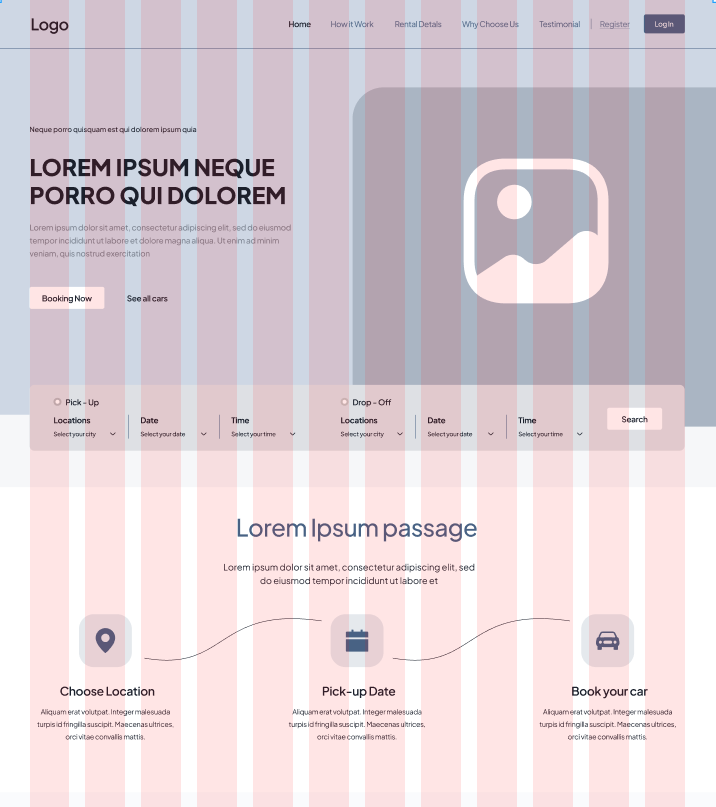 Logo
Home
How it Work
Rental Detals
Why Choose Us
Testimonial
Register
Log In
Neque porro quisquam est qui dolorem ipsum quia
LOREM IPSUM NEQUE
PORRO QUI DOLOREM
Lorem ipsum dolor sit amet, consectetur adipiscing elit, sed do eiusmod
tempor incididunt ut labore et dolore magna aliqua. Ut enim ad minim
veniam, quis nostrud exercitation
Booking Now
See all cars
Pick - Up
Locations
Select your city
Date
Select your date
Time
Select your time
Drop - Off
Locations
Select your city
Date
Select your date
Time
Select your time
Search
Lorem Ipsum passage
Lorem ipsum dolor sit amet, consectetur adipiscing elit, sed
do eiusmod tempor incididunt ut labore et
Choose Location
Aliquam erat volutpat. Integer malesuada
turpis id fringilla suscipit. Maecenas ultrices,
orci vitae convallis mattis.
Pick-up Date
Aliquam erat volutpat. Integer malesuada
turpis id fringilla suscipit. Maecenas ultrices,
orci vitae convallis mattis.
Book your car
Aliquam erat volutpat. Integer malesuada
turpis id fringilla suscipit. Maecenas ultrices,
orci vitae convallis mattis.